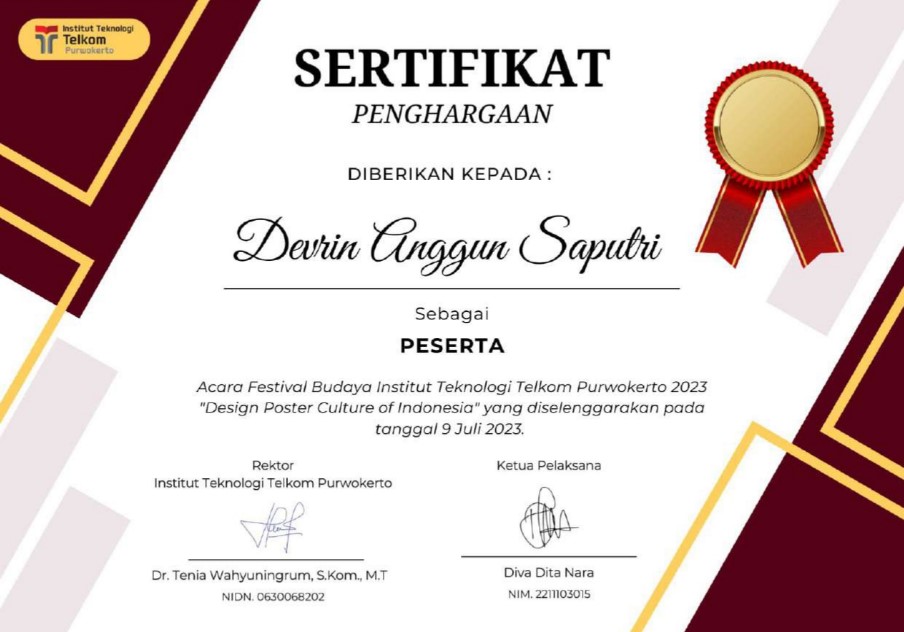 Institut Teknologi
Telkom
Purwokerto
SERTIFIKAT
PENGHARGAAN
DIBERIKAN KEPADA :
Devrin Anggun Saputri
Sebagai
PESERTA
Acara Festival Budaya Institut Teknologi Telkom Purwokerto 2023
"Design Poster Culture of Indonesia" yang diselenggarakan pada
tanggal 9 Juli 2023.
Rektor
Institut Teknologi Telkom Purwokerto
Dr. Tenia Wahyuningrum, S.Kom., M.T
NIDN. 0630068202
Ketua Pelaksana
Diva Dita Nara
NIM. 2211103015